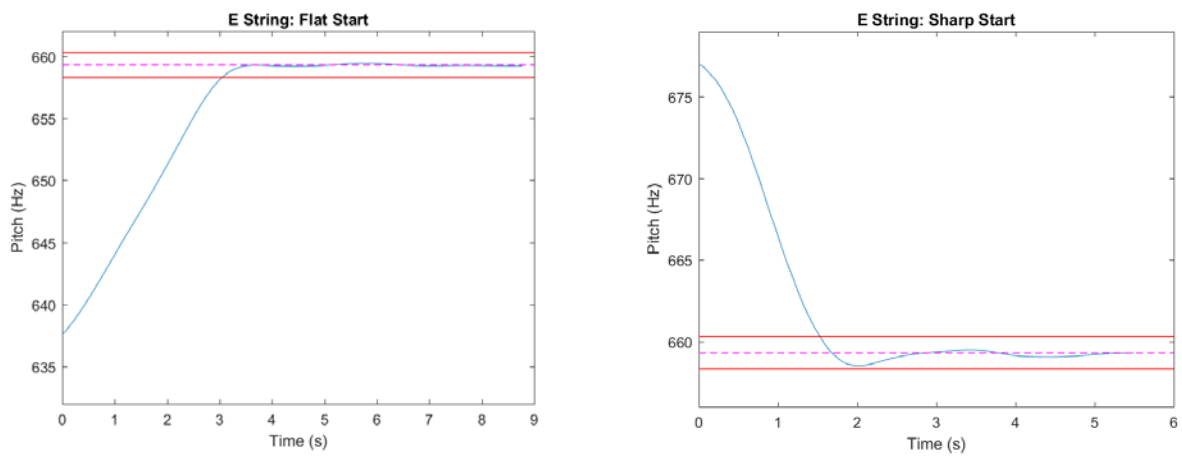 E String: Flat Start
660
655
650
645
640
635
Pitch (Hz)
0 1 2 3 4 5 6 7 8 9
Time (s)
E String: Sharp Start
675
670
665
660
Pitch (Hz)
0 1 2 3 4 5 6
Time (s)